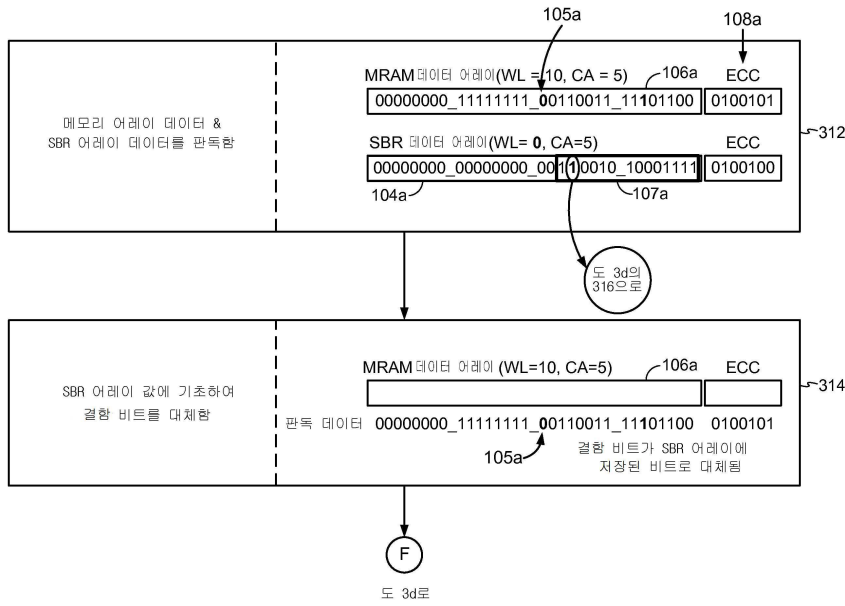 105a
108a
MRAM 데이터 어레이(WL = 10, CA = 5)
106a
ECC
00000000_11111111_00110011_11101100
0100101
메모리 어레이 데이터 &
SBR 어레이 데이터를 판독함
312
SBR 데이터 어레이(WL= 0, CA=5)
ECC
00000000_00000000_00110010_10001111
0100100
104a
107a
도 3d의
316으로
MRAM 데이터 어레이 (WL=10, CA=5)
106a
ECC
314
SBR 어레이 값에 기초하여
결함 비트를 대체함
판독 데이터
00000000_11111111_00110011_11101100
0100101
105a
결함 비트가 SBR 어레이에
저장된 비트로 대체됨
F
도 3d로